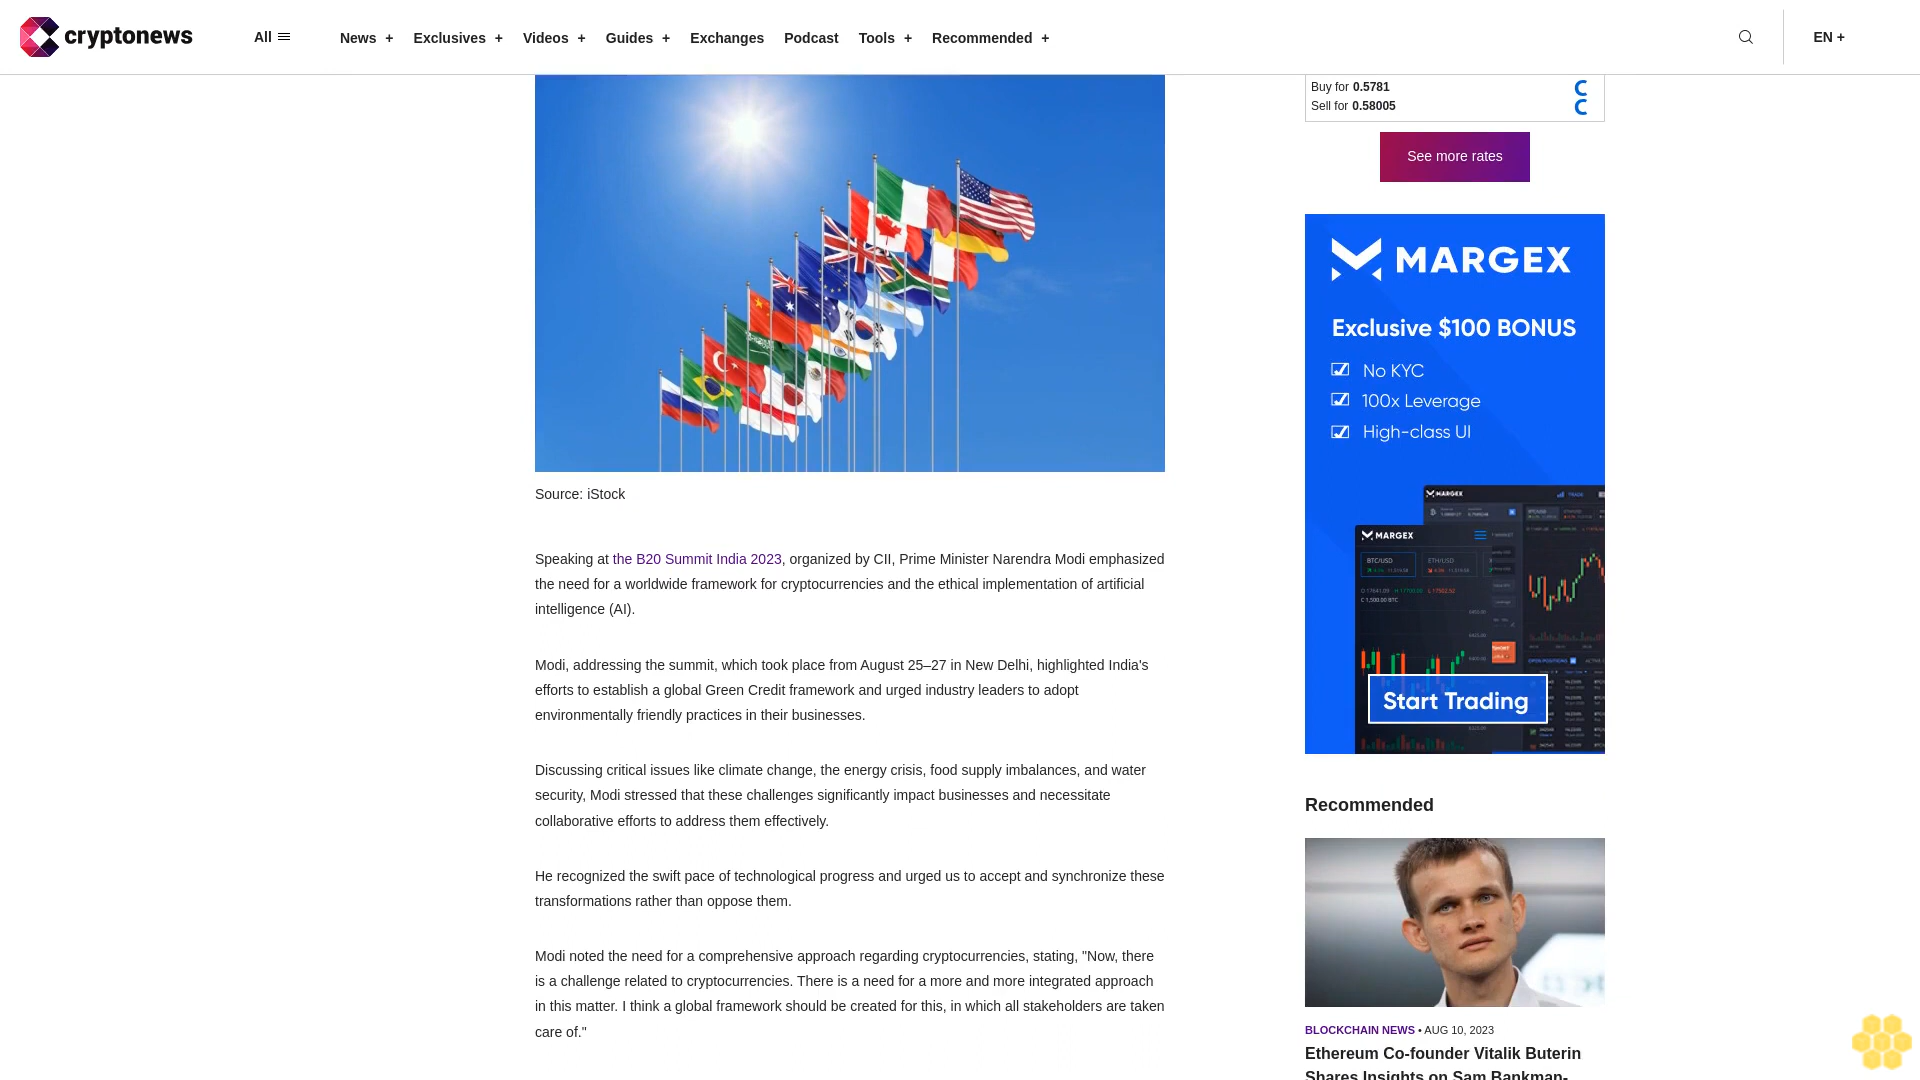 cryptonews
All
News +
Exclusives +
Videos +
Guides +
Exchanges
Podcast
Tools +
Recommended +
EN +
Source: iStock
Speaking at the B20 Summit India 2023, organized by CII, Prime Minister Narendra Modi emphasized
the need for a worldwide framework for cryptocurrencies and the ethical implementation of artificial
intelligence (AI).
Modi, addressing the summit, which took place from August 25–27 in New Delhi, highlighted India's
efforts to establish a global Green Credit framework and urged industry leaders to adopt
environmentally friendly practices in their businesses.
Discussing critical issues like climate change, the energy crisis, food supply imbalances, and water
security, Modi stressed that these challenges significantly impact businesses and necessitate
collaborative efforts to address them effectively.
He recognized the swift pace of technological progress and urged us to accept and synchronize these
transformations rather than oppose them.
Modi noted the need for a comprehensive approach regarding cryptocurrencies, stating, "Now, there
is a challenge related to cryptocurrencies. There is a need for a more and more integrated approach
in this matter. I think a global framework should be created for this, in which all stakeholders are taken
care of."
Buy for 0.5781
Sell for 0.58005
See more rates
MARGEX
Exclusive $100 BONUS
No KYC
100x Leverage
High-class UI
MARGEX
MARGEX
BTC/USD
ETH/USD
Start Trading
Recommended
BLOCKCHAIN NEWS • AUG 10, 2023
Ethereum Co-founder Vitalik Buterin
Shares Insights on Sam Bankman-